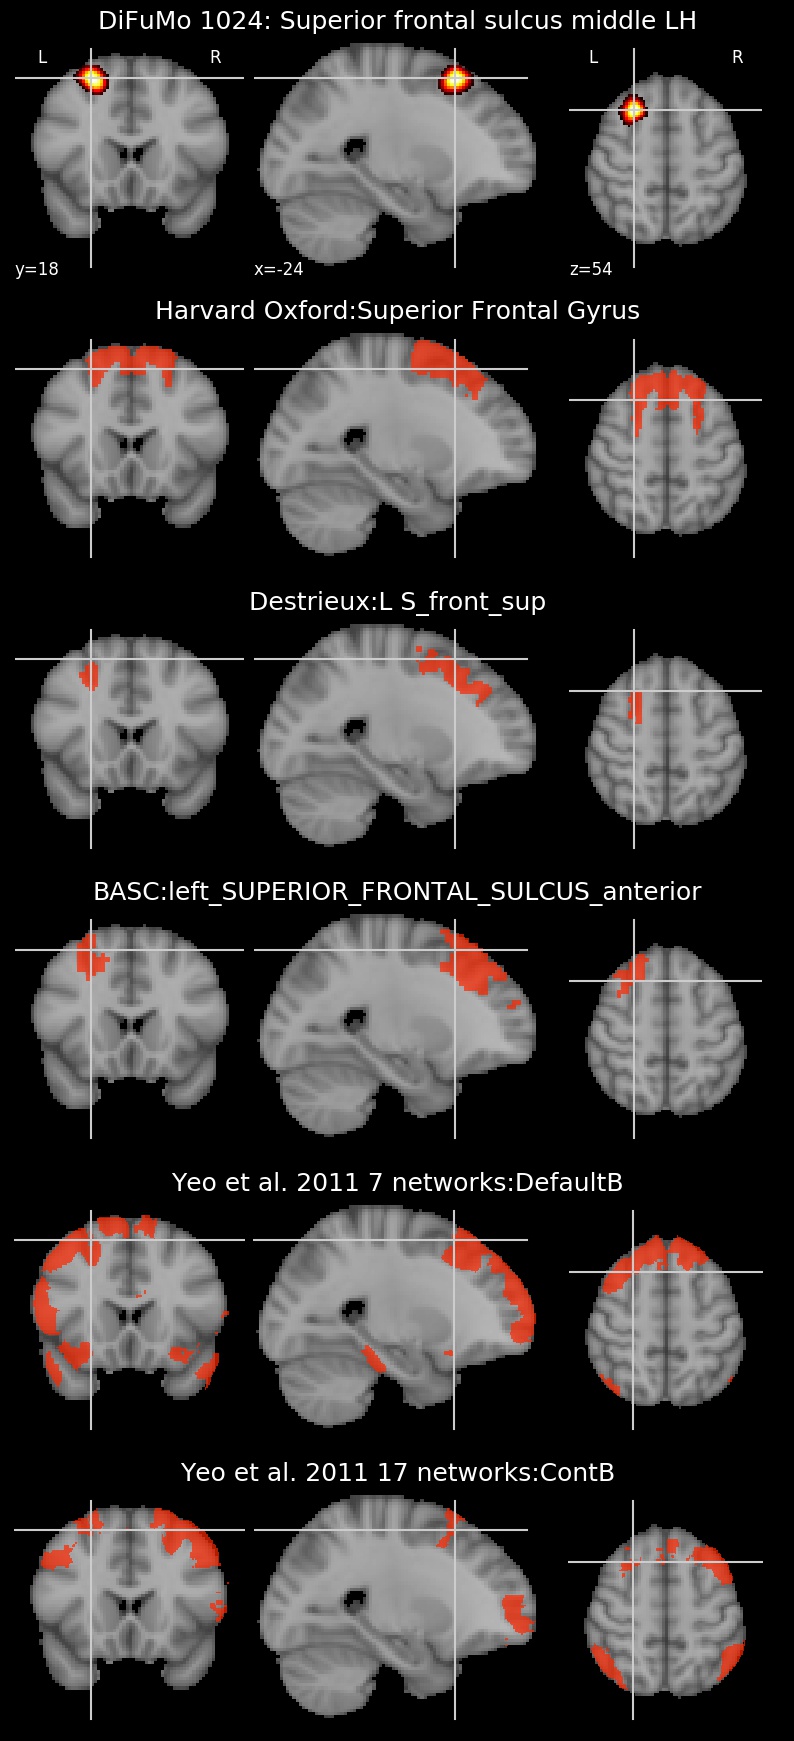 DiFuMo 1024: Superior frontal sulcus middle LH
L R L R
y=18 x=-24 z=54
Harvard Oxford:Superior Frontal Gyrus
Destrieux:L S_front_sup
BASC:left_SUPERIOR_FRONTAL_SULCUS_anterior
Yeo et al. 2011 7 networks:DefaultB
Yeo et al. 2011 17 networks:ContB